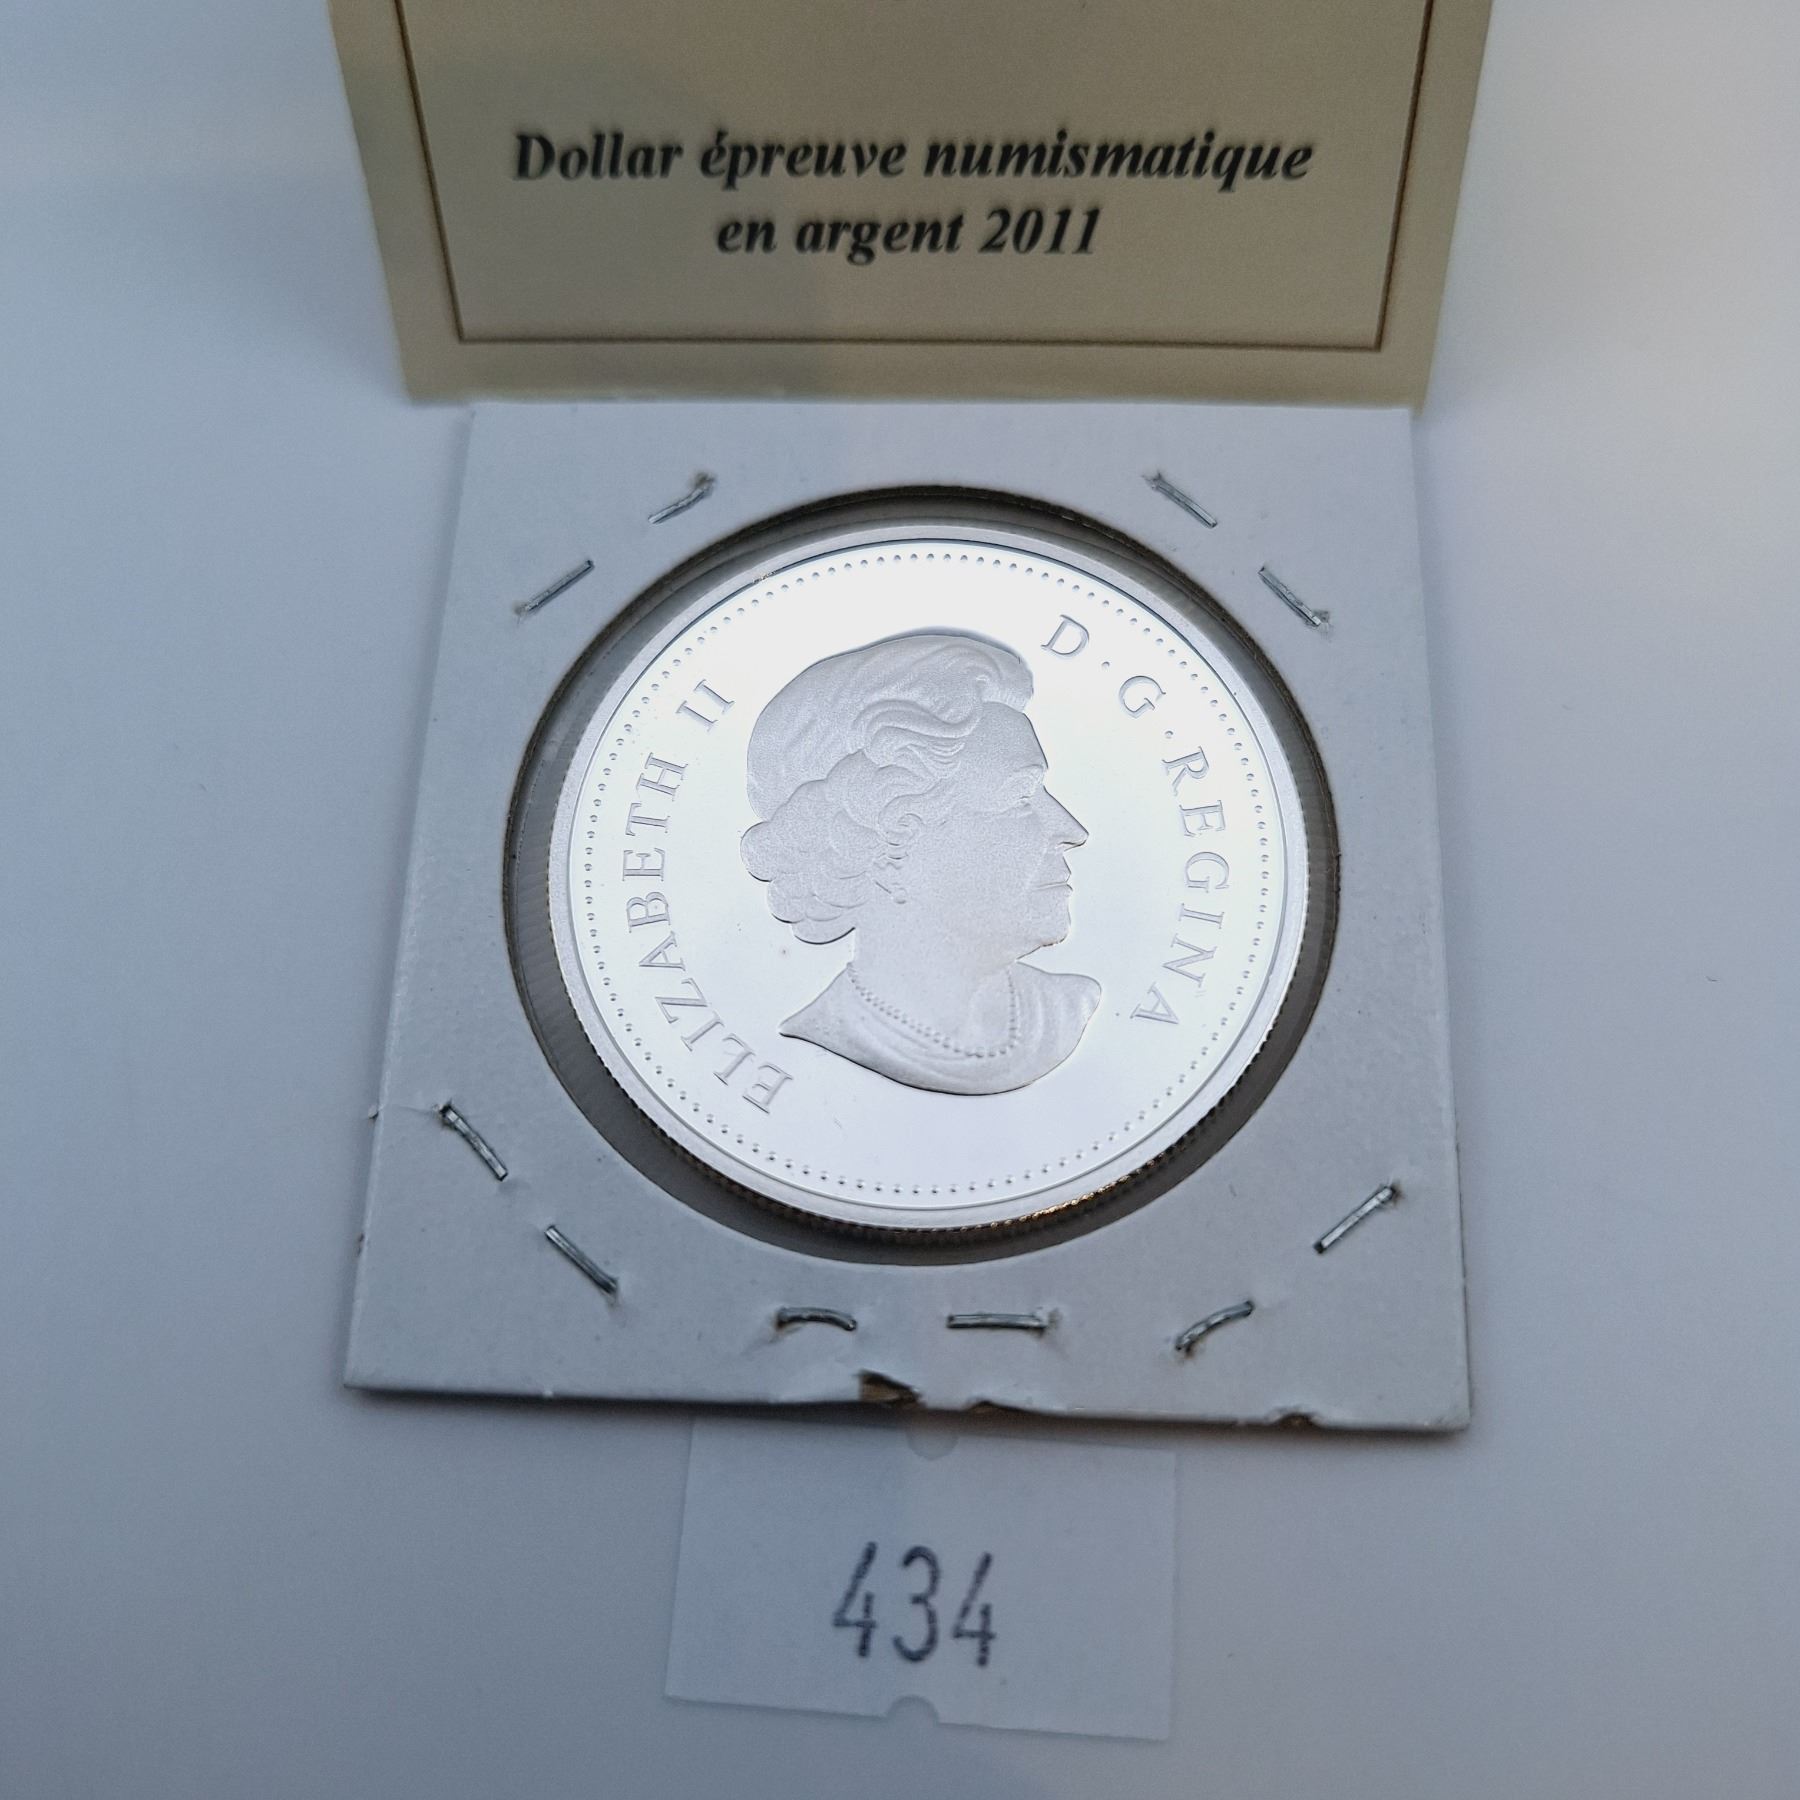 Dollar épreuve numismatique
en argent 2011
ELIZABETH II D·G·REGINA
434